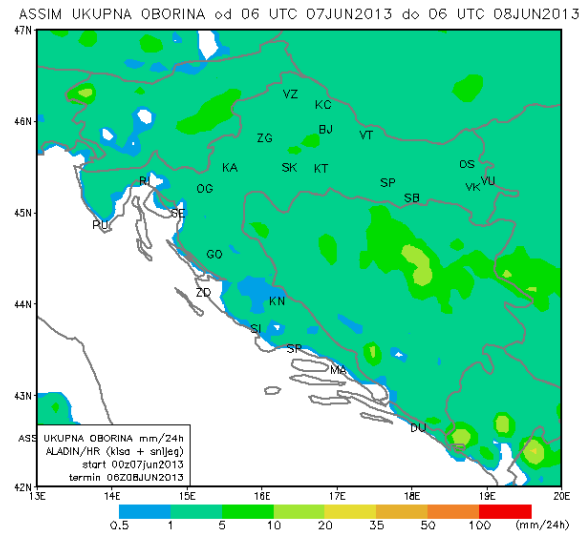 ASSIM UKUPNA OBORINA od 06 UTC 07JUN2013 do 06 UTC 08JUN2013
47N
VZ
KC
46N
ZG
BJ
VT
KA
SK
KT
OS
RI
OG
SP
VU
VK
SB
45N
PU
SE
GO
44N
ZD
KN
SI
SP
MA
43N
DU
ASS UKUPNA OBORINA mm/24h
ALADIN/HR (kisa + snijeg)
start 00z07jun2013
termin 06Z08JUN2013
42N
13E 14E 15E 16E 17E 18E 19E 20E
0.5 1 5 10 20 35 50 100 (mm/24h)